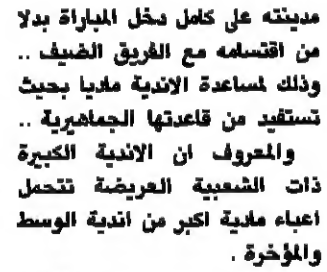 مدينته على كامل دخل المباراة بدلا
من اقتسامه مع الفريق الضيف ..
وذلك لمساعدة الاندية ماديا بحيث
تستفيد من قاعدتها الجماهيرية ..
والمعروف ان الاندية الكبيرة
ذات الشعبية العريضة تتحمل
اعباء مادية اكبر من اندية الوسط
والمؤخرة .